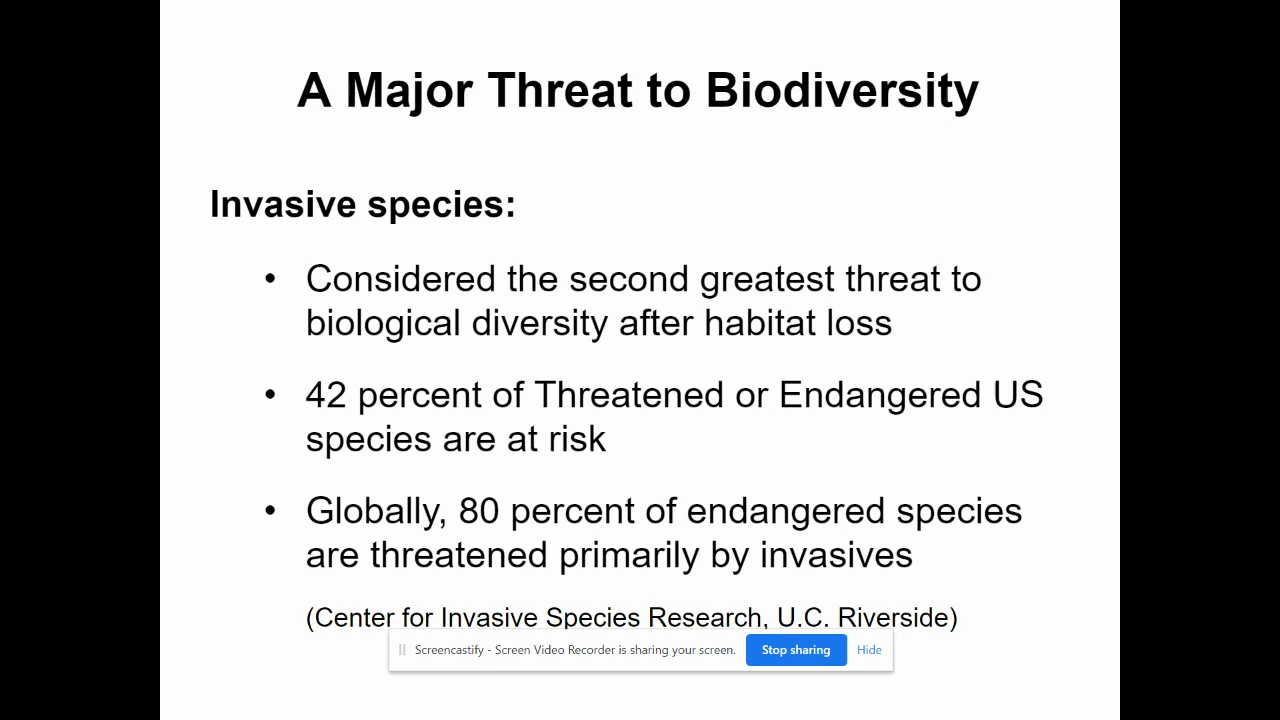 A Major Threat to Biodiversity
Invasive species:
• Considered the second greatest threat to
biological diversity after habitat loss
• 42 percent of Threatened or Endangered US
species are at risk
• Globally, 80 percent of endangered species
are threatened primarily by invasives
(Center for Invasive Species Research, U.C. Riverside)
Screencastify - Screen Video Recorder is sharing your screen. Stop sharing Hide